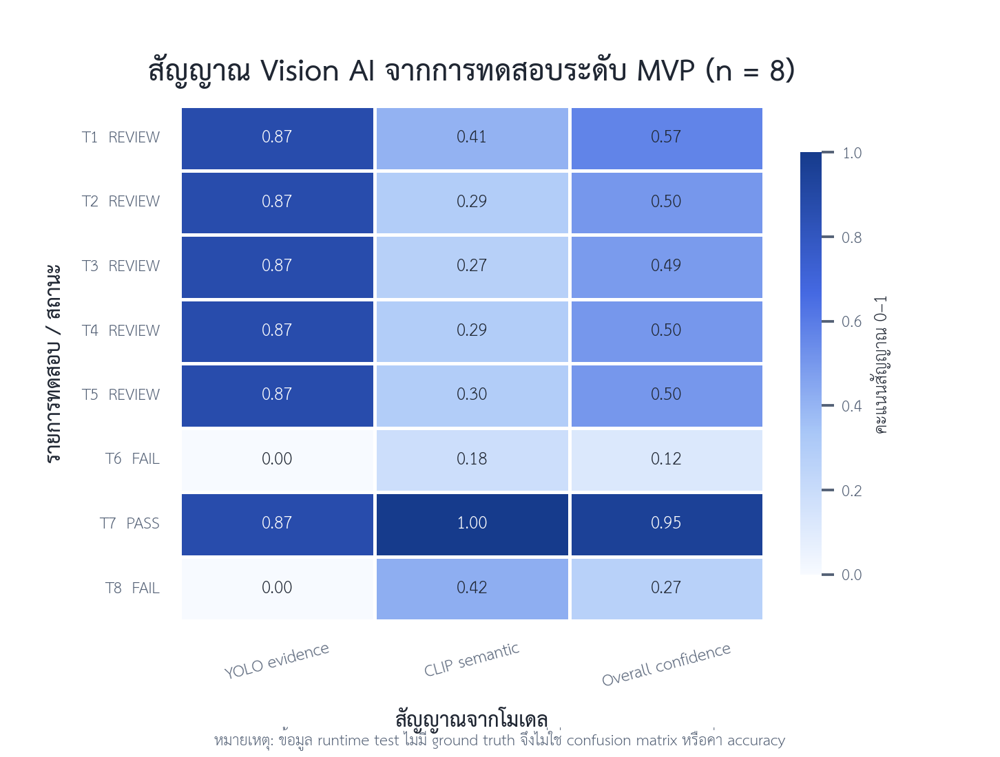 สัญญาณ Vision AI จากการทดสอบระดับ MVP (n = 8)
รายการทดสอบ / สถานะ
T1 REVIEW 0.87 0.41 0.57
T2 REVIEW 0.87 0.29 0.50
T3 REVIEW 0.87 0.27 0.49
T4 REVIEW 0.87 0.29 0.50
T5 REVIEW 0.87 0.30 0.50
T6 FAIL 0.00 0.18 0.12
T7 PASS 0.87 1.00 0.95
T8 FAIL 0.00 0.42 0.27
YOLO evidence
CLIP semantic
Overall confidence
สัญญาณจากโมเดล
1.0
0.8
0.6
0.4
0.2
0.0
คะแนนสัญญาณ 0–1
หมายเหตุ: ข้อมูล runtime test ไม่มี ground truth จึงไม่ใช่ confusion matrix หรือค่า accuracy